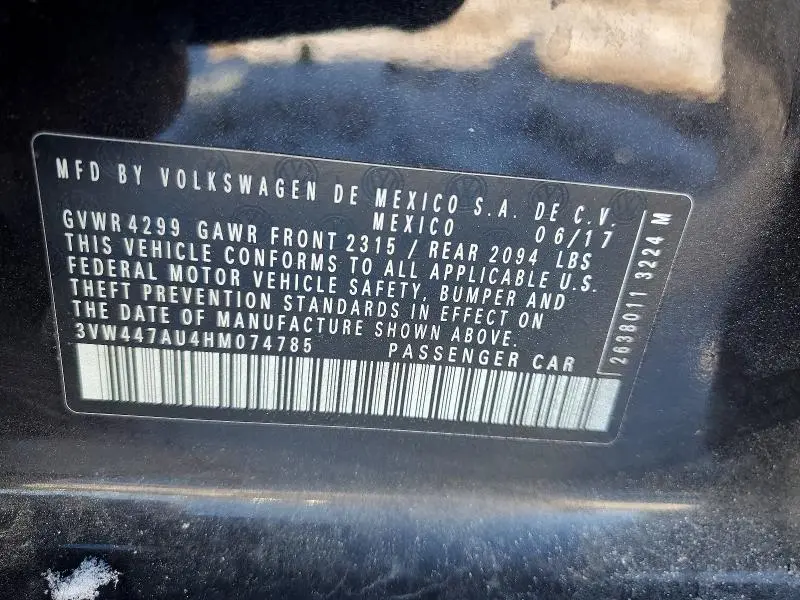 MFD BY VOLKSWAGEN DE MEXICO S.A. DE C.V.
MEXICO 06/17
GVWR 4299 GAWR FRONT 2315 / REAR 2094 LBS
THIS VEHICLE CONFORMS TO ALL APPLICABLE U.S.
FEDERAL MOTOR VEHICLE SAFETY, BUMPER AND
THEFT PREVENTION STANDARDS IN EFFECT ON
THE DATE OF MANUFACTURE SHOWN ABOVE.
3VW447AU4HM074785 PASSENGER CAR
2638011 3224 M